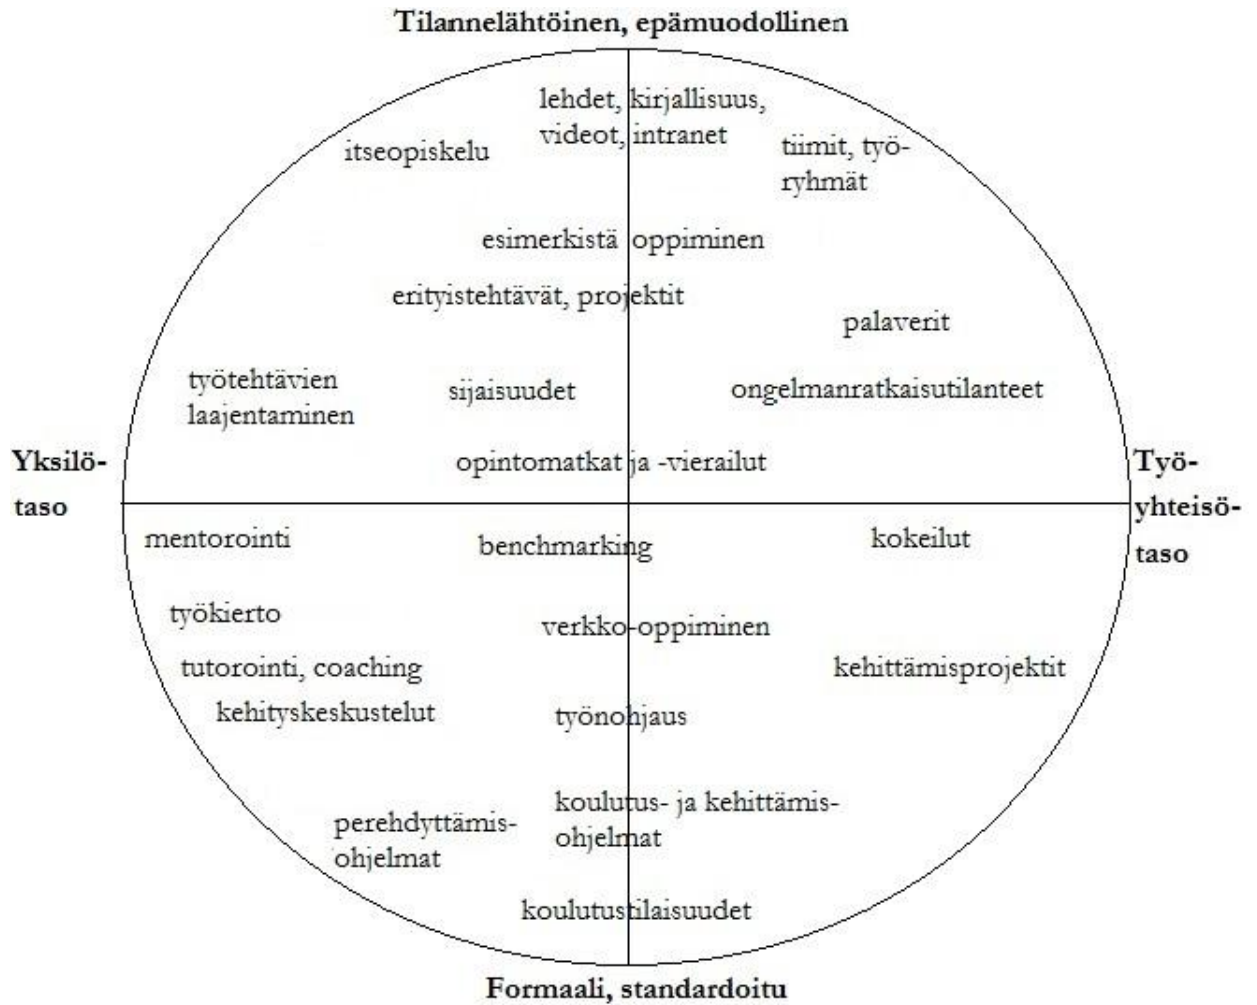 Tilannelähtöinen, epämuodollinen
lehdet, kirjallisuus,
videot, intranet
itseopiskelu
tiimit, työ-
ryhmät
esimerkistä oppiminen
erityistehtävät, projektit
palaverit
työtehtävien
laajentaminen
sijaisuudet
ongelmanratkaisutilanteet
Yksilö-
taso
opintomatkat ja -vierailut
Työ-
yhteisö-
taso
mentorointi
benchmarking
kokeilut
työkierto
verkko-oppiminen
tutorointi, coaching
kehittämisprojektit
kehityskeskustelut
työnohjaus
koulutus- ja kehittämis-
ohjelmat
perehdyttämis-
ohjelmat
koulutustilaisuudet
Formaali, standardoitu